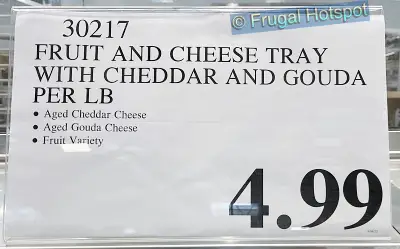 © Frugal Hotspot
30217
FRUIT AND CHEESE TRAY
WITH CHEDDAR AND GOUDA
PER LB
• Aged Cheddar Cheese
• Aged Gouda Cheese
• Fruit Variety
4.99